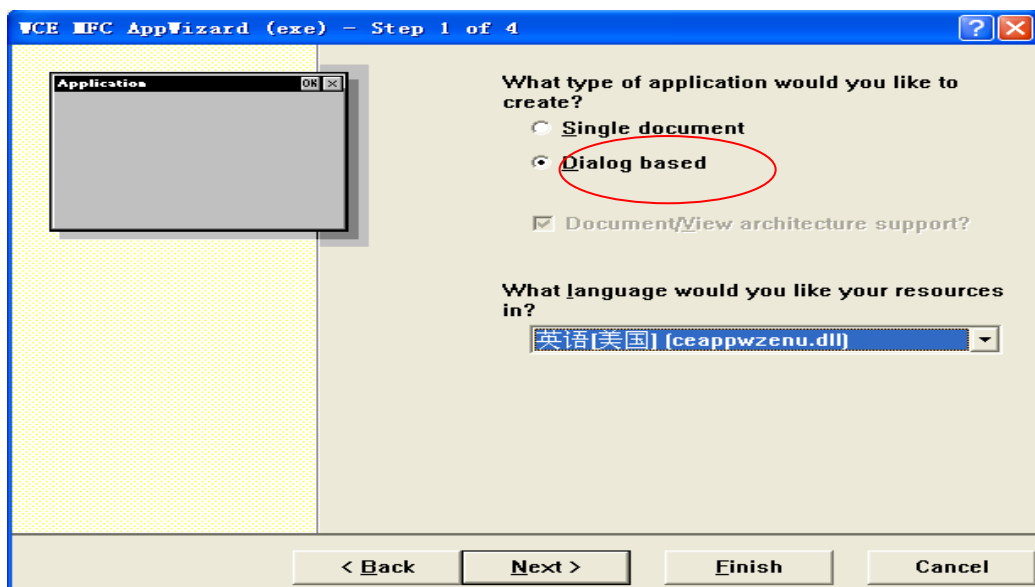 WCE MFC AppWizard (exe) - Step 1 of 4
Application OK
What type of application would you like to
create?
Single document
Dialog based
Document/View architecture support?
What language would you like your resources
in?
英语[美国] (ceappwzenu.dll)
< Back Next > Finish Cancel